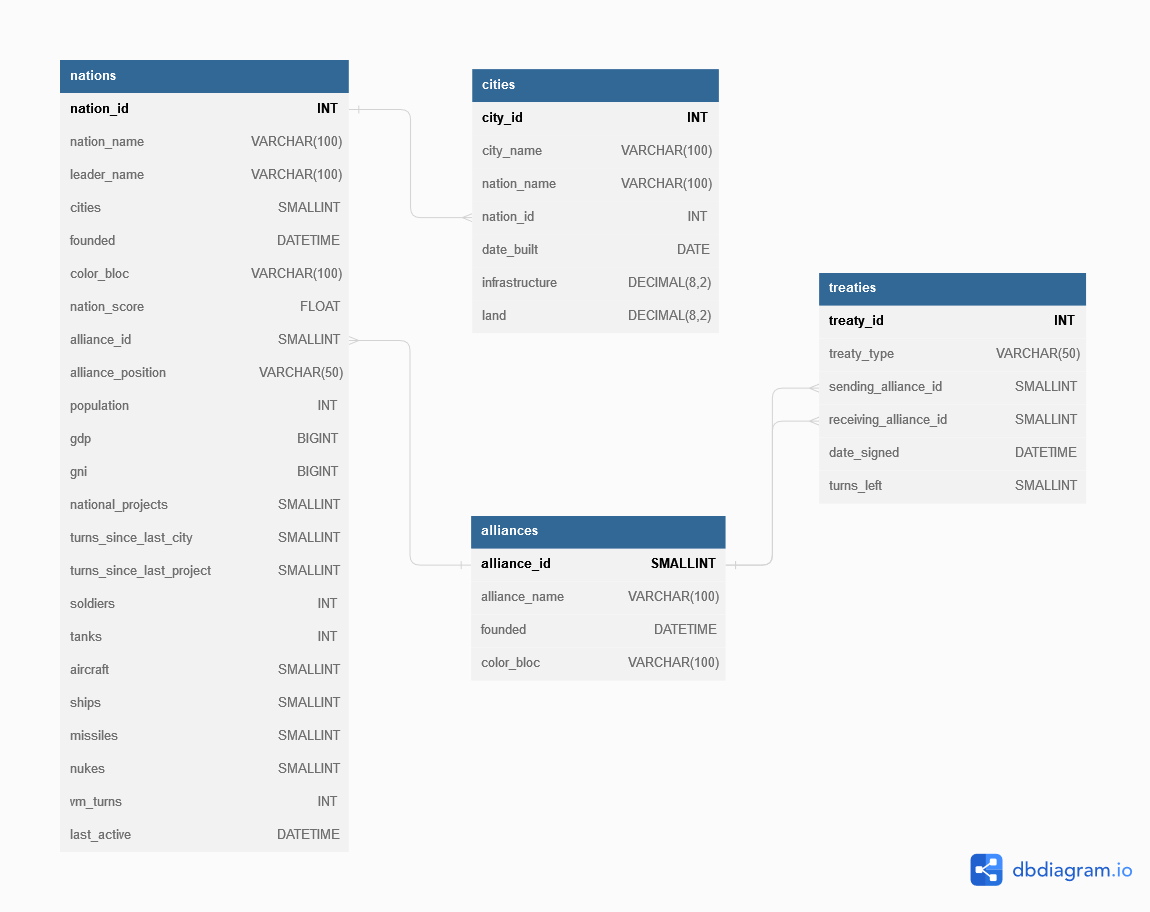 nations
nation_id INT
nation_name VARCHAR(100)
leader_name VARCHAR(100)
cities SMALLINT
founded DATETIME
color_bloc VARCHAR(100)
nation_score FLOAT
alliance_id SMALLINT
alliance_position VARCHAR(50)
population INT
gdp BIGINT
gni BIGINT
national_projects SMALLINT
turns_since_last_city SMALLINT
turns_since_last_project SMALLINT
soldiers INT
tanks INT
aircraft SMALLINT
ships SMALLINT
missiles SMALLINT
nukes SMALLINT
vm_turns INT
last_active DATETIME
cities
city_id INT
city_name VARCHAR(100)
nation_name VARCHAR(100)
nation_id INT
date_built DATE
infrastructure DECIMAL(8,2)
land DECIMAL(8,2)
alliances
alliance_id SMALLINT
alliance_name VARCHAR(100)
founded DATETIME
color_bloc VARCHAR(100)
treaties
treaty_id INT
treaty_type VARCHAR(50)
sending_alliance_id SMALLINT
receiving_alliance_id SMALLINT
date_signed DATETIME
turns_left SMALLINT
dbdiagram.io